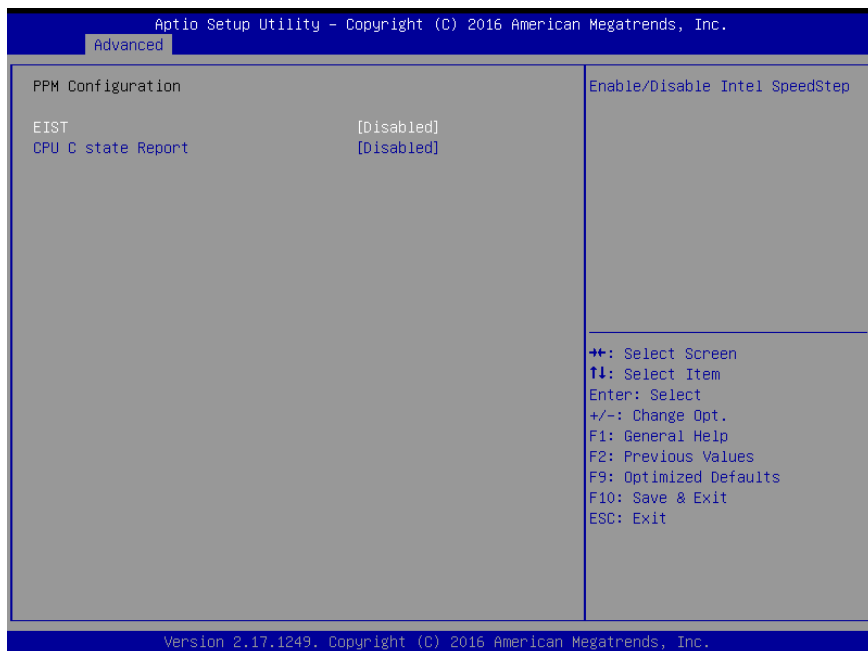 Aptio Setup Utility – Copyright (C) 2016 American Megatrends, Inc.
Advanced
PPM Configuration
EIST [Disabled]
CPU C state Report [Disabled]
Enable/Disable Intel SpeedStep
→←: Select Screen
↑↓: Select Item
Enter: Select
+/-: Change Opt.
F1: General Help
F2: Previous Values
F9: Optimized Defaults
F10: Save & Exit
ESC: Exit
Version 2.17.1249. Copyright (C) 2016 American Megatrends, Inc.